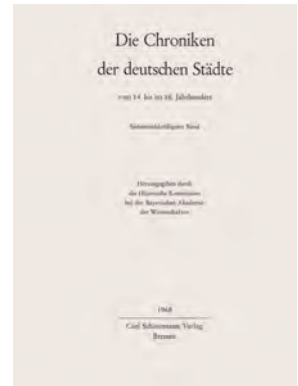 Die Chroniken
der deutschen Städte
vom 14. bis ins 16. Jahrhundert
Band
Herausgegeben durch
die Historische Kommission
bei der Bayerischen Akademie
der Wissenschaften
1968
Carl Schünemann Verlag
Bremen